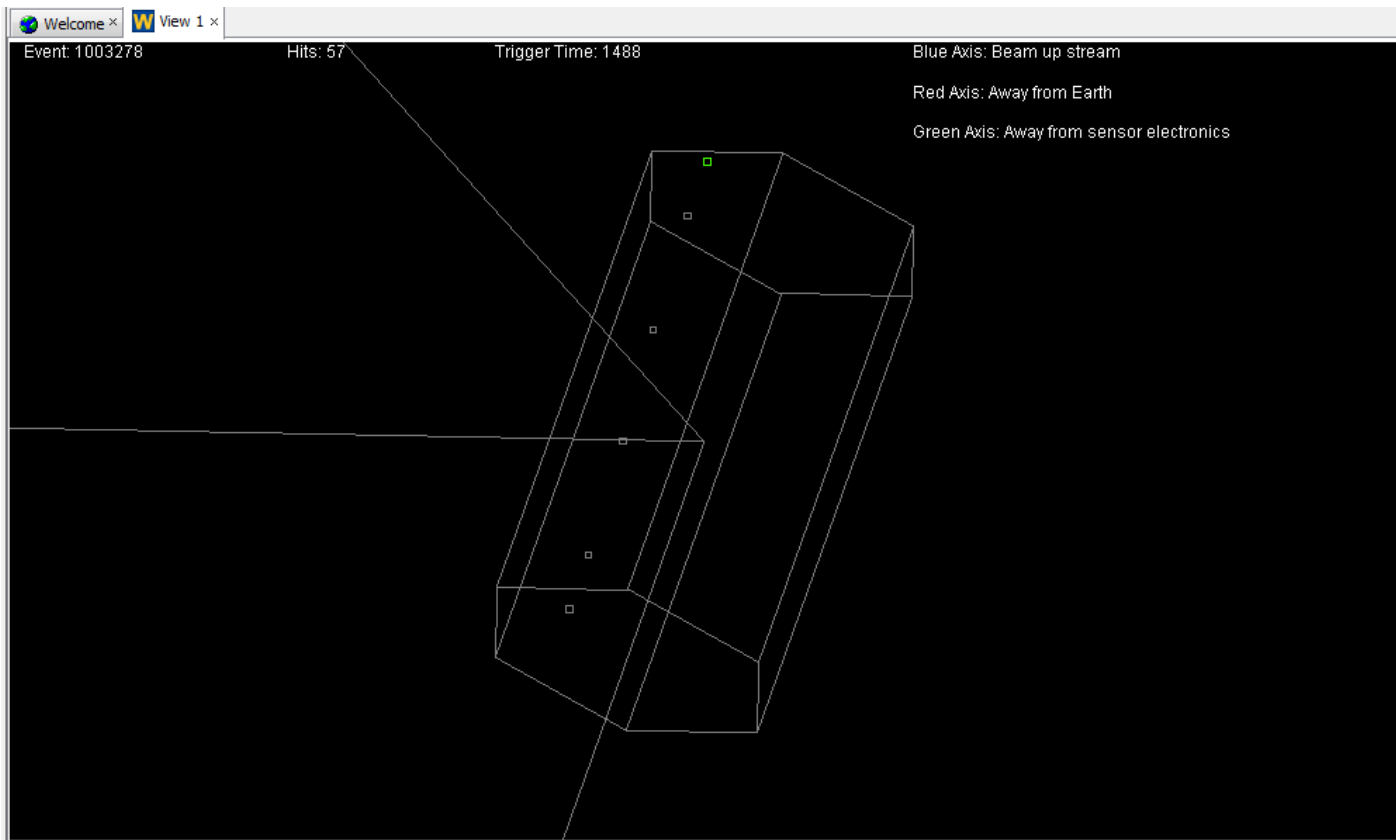 Welcome
View 1
Event: 1003278 Hits: 57 Trigger Time: 1488 Blue Axis: Beam up stream
Red Axis: Away from Earth
Green Axis: Away from sensor electronics